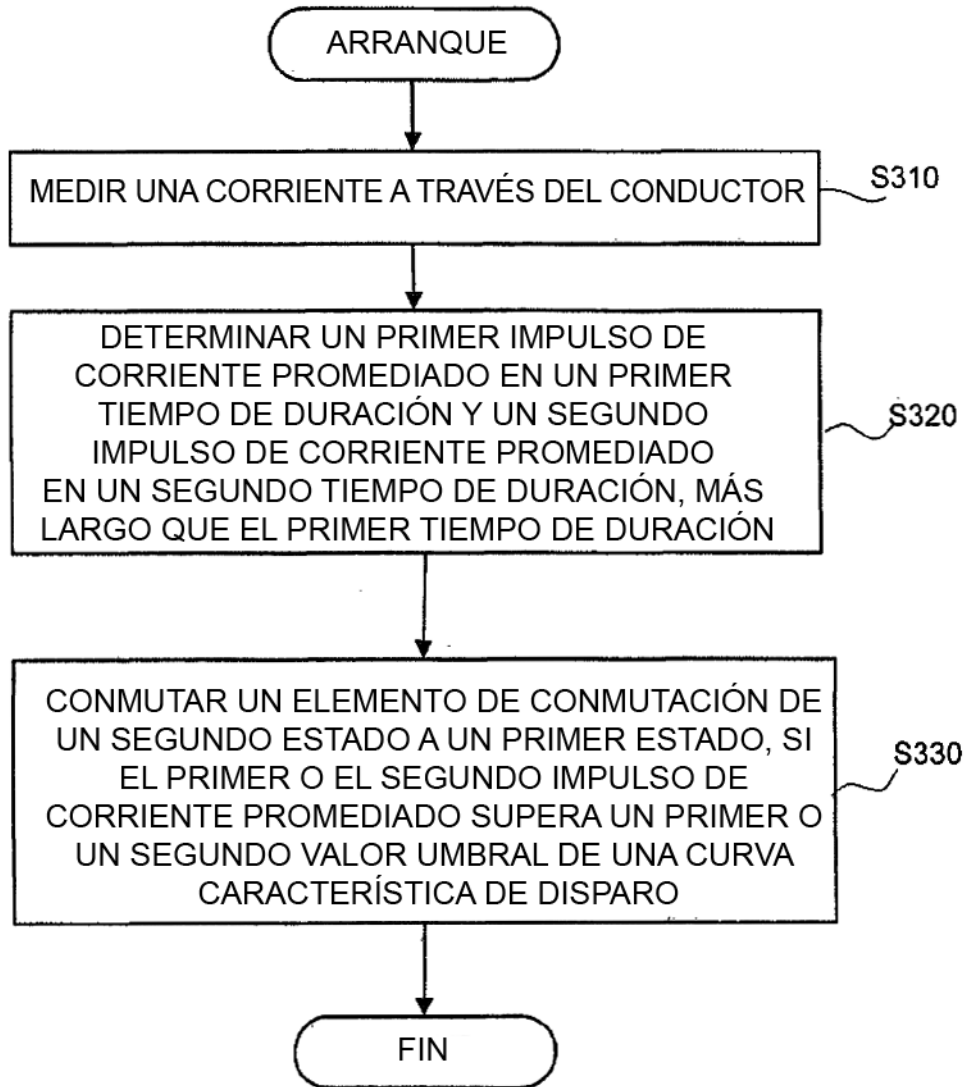 ARRANQUE
MEDIR UNA CORRIENTE A TRAVÉS DEL CONDUCTOR
S310
DETERMINAR UN PRIMER IMPULSO DE
CORRIENTE PROMEDIADO EN UN PRIMER
TIEMPO DE DURACIÓN Y UN SEGUNDO
IMPULSO DE CORRIENTE PROMEDIADO
EN UN SEGUNDO TIEMPO DE DURACIÓN, MÁS
LARGO QUE EL PRIMER TIEMPO DE DURACIÓN
S320
CONMUTAR UN ELEMENTO DE CONMUTACIÓN DE
UN SEGUNDO ESTADO A UN PRIMER ESTADO, SI
EL PRIMER O EL SEGUNDO IMPULSO DE
CORRIENTE PROMEDIADO SUPERA UN PRIMER O
UN SEGUNDO VALOR UMBRAL DE UNA CURVA
CARACTERÍSTICA DE DISPARO
S330
FIN